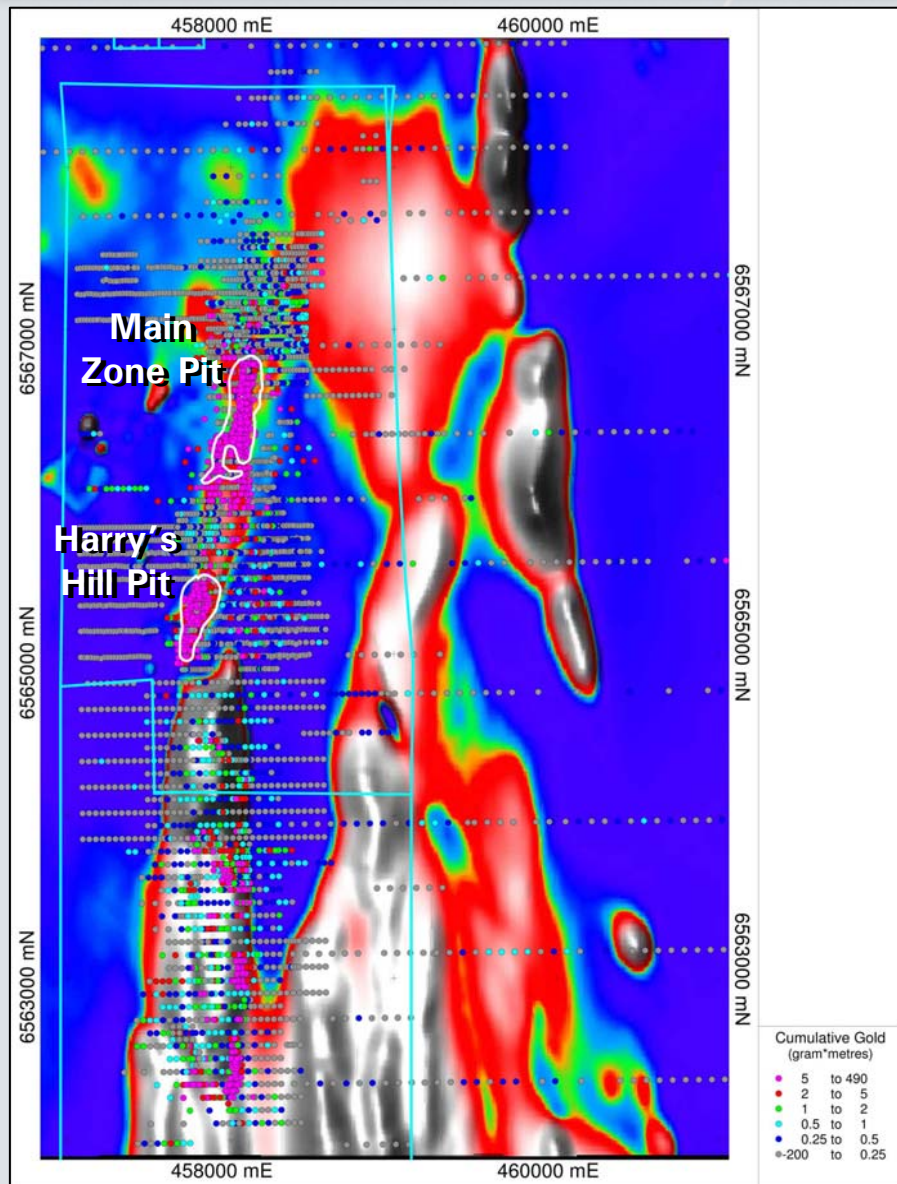 458000 mE
460000 mE
6567000 mN
6567000 mN
Main
Zone Pit
Harry's
Hill Pit
6565000 mN
6565000 mN
6563000 mN
6563000 mN
458000 mE
460000 mE
Cumulative Gold
(gram*metres)
5 to 490
2 to 5
1 to 2
0.5 to 1
0.25 to 0.5
-200 to 0.25